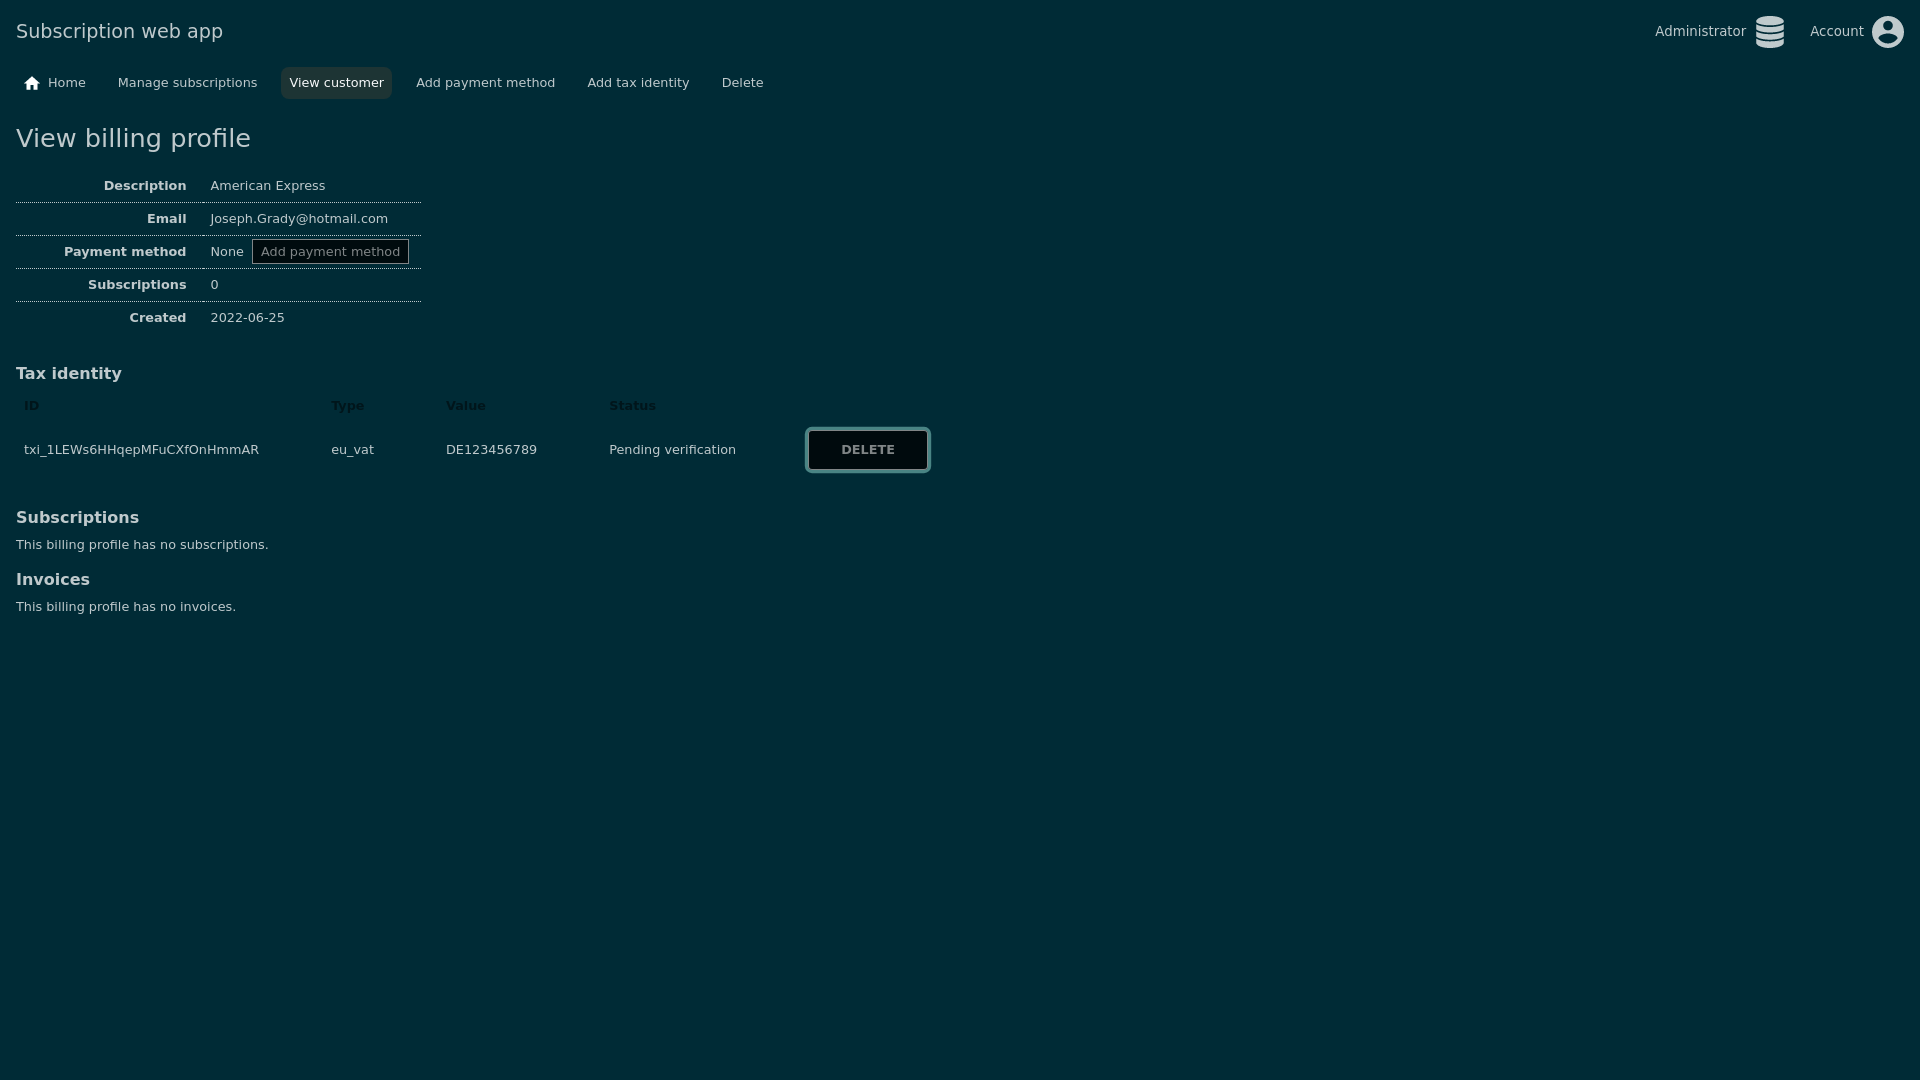 Subscription web app
Administrator
Account
Home
Manage subscriptions
View customer
Add payment method
Add tax identity
Delete
View billing profile
Description American Express
Email Joseph.Grady@hotmail.com
Payment method None Add payment method
Subscriptions 0
Created 2022-06-25
Tax identity
ID Type Value Status
txi_1LEWs6HHqepMFuCXfOnHmmAR eu_vat DE123456789 Pending verification DELETE
Subscriptions
This billing profile has no subscriptions.
Invoices
This billing profile has no invoices.